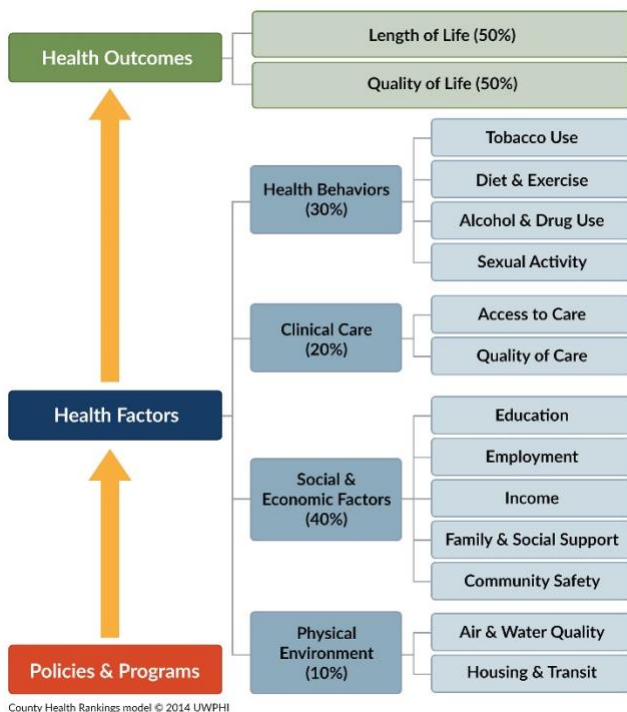 Health Outcomes
Length of Life (50%)
Quality of Life (50%)
Health Factors
Health Behaviors
(30%)
Tobacco Use
Diet & Exercise
Alcohol & Drug Use
Sexual Activity
Clinical Care
(20%)
Access to Care
Quality of Care
Social &
Economic Factors
(40%)
Education
Employment
Income
Family & Social Support
Community Safety
Physical
Environment
(10%)
Air & Water Quality
Housing & Transit
Policies & Programs
County Health Rankings model © 2014 UWPHI